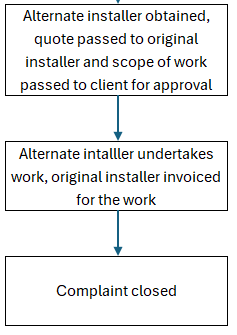 Alternate installer obtained,
quote passed to original
installer and scope of work
passed to client for approval
Alternate intalller undertakes
work, original installer invoiced
for the work
Complaint closed